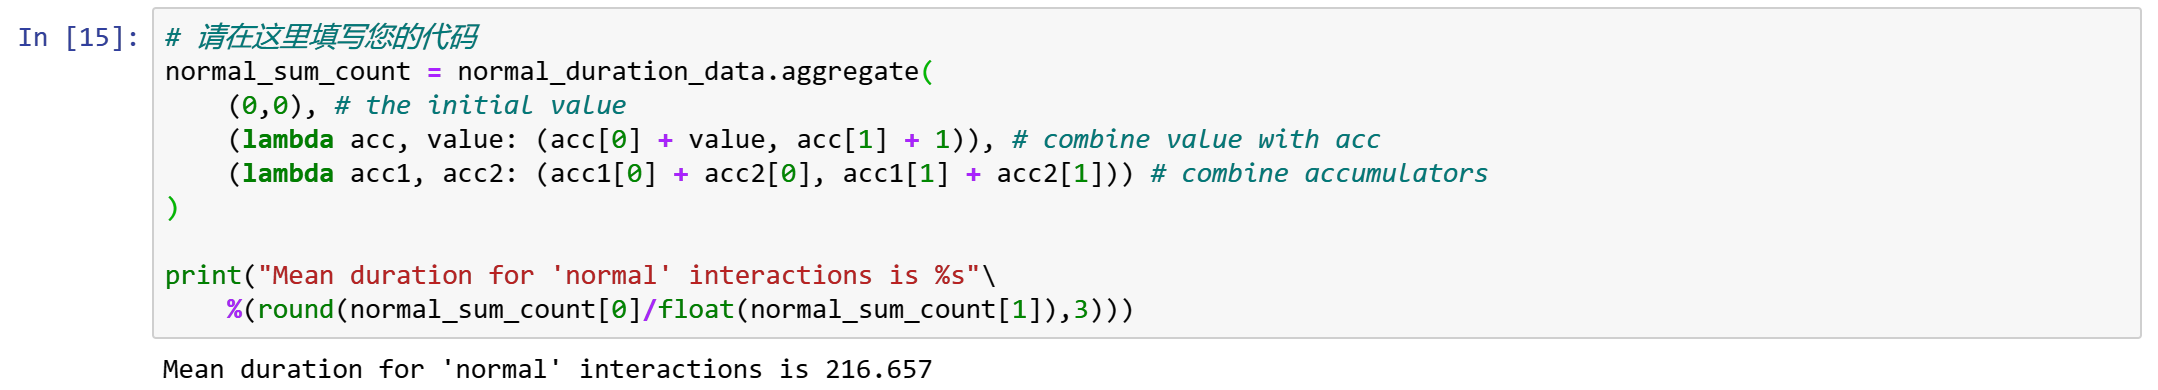 In [15]:
# 请在这里填写您的代码
normal_sum_count = normal_duration_data.aggregate(
    (0,0), # the initial value
    (lambda acc, value: (acc[0] + value, acc[1] + 1)), # combine value with acc
    (lambda acc1, acc2: (acc1[0] + acc2[0], acc1[1] + acc2[1])) # combine accumulators
)
print("Mean duration for 'normal' interactions is %s"\
    %(round(normal_sum_count[0]/float(normal_sum_count[1]),3)))
Mean duration for 'normal' interactions is 216.657